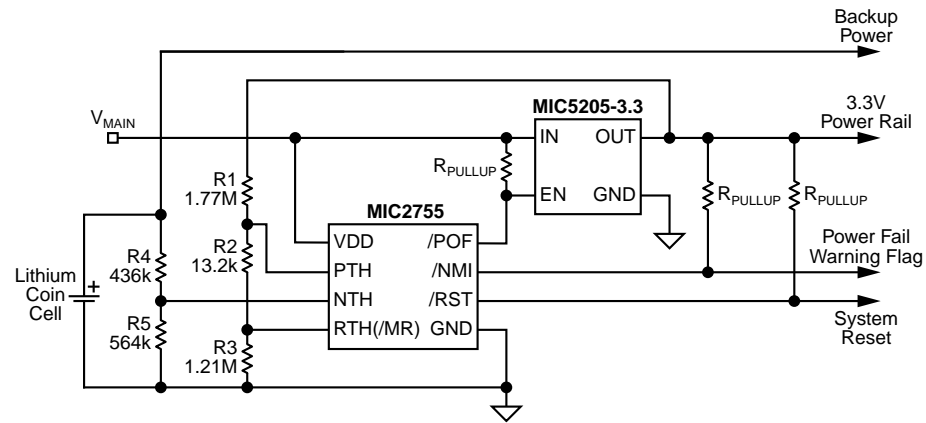 Backup
Power
MIC5205-3.3
3.3V
Power Rail
V_MAIN
IN OUT
R_PULLUP
EN GND
R1
1.77M
R_PULLUP R_PULLUP
MIC2755
R4
436k
R2
13.2k
VDD /POF
PTH /NMI
NTH /RST
RTH(/MR) GND
Power Fail
Warning Flag
Lithium
Coin
Cell
+
R5
564k
R3
1.21M
System
Reset